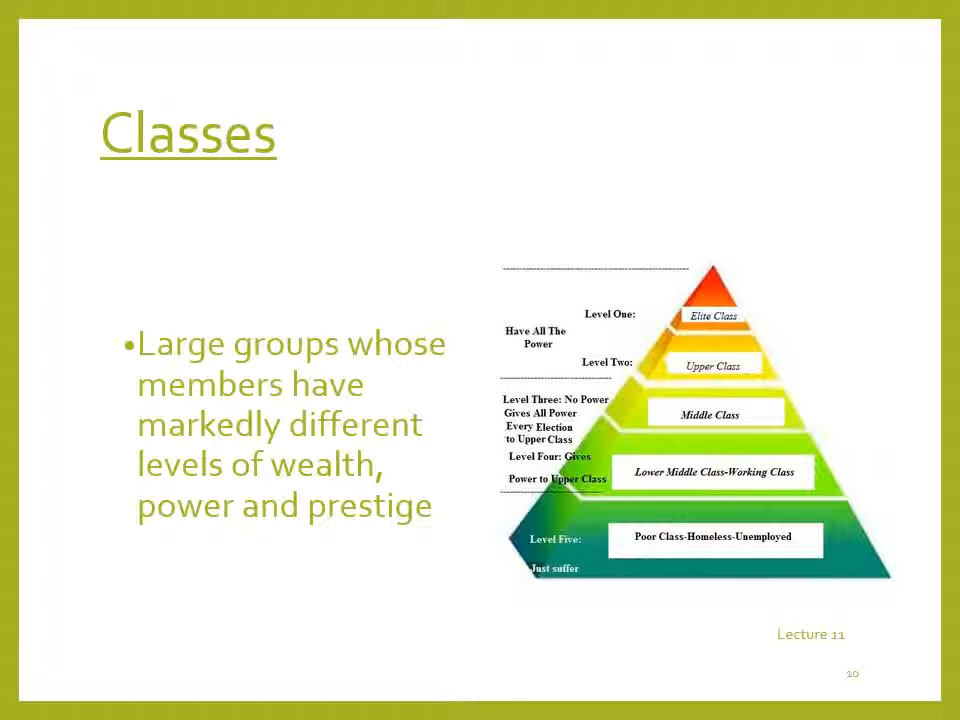 Classes
•Large groups whose
members have
markedly different
levels of wealth,
power and prestige
Level One:
Elite Class
Have All The
Power
Level Two:
Upper Class
Level Three: No Power
Gives All Power
Every Election
to Upper Class
Middle Class
Level Four: Gives
Power to Upper Class
Lower Middle Class-Working Class
Level Five:
Just suffer
Poor Class-Homeless-Unemployed
Lecture 11
10